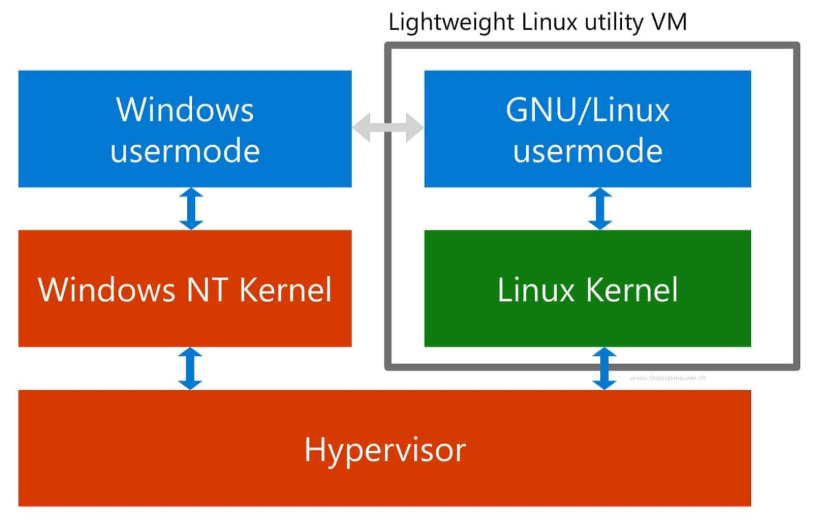 Lightweight Linux utility VM
Windows
usermode
GNU/Linux
usermode
Windows NT Kernel
Linux Kernel
www.thomasmaurer.ch
Hypervisor